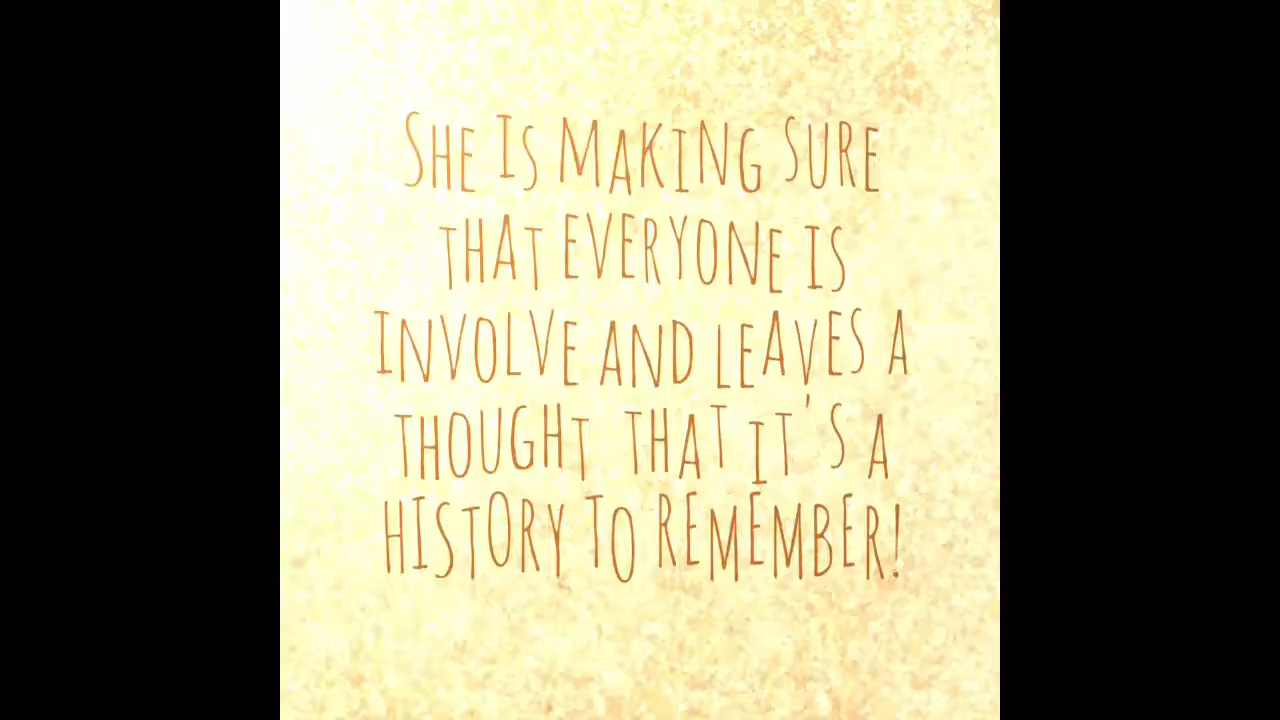 SHE IS MAKING SURE
THAT EVERYONE IS
INVOLVE AND LEAVES A
THOUGHT THAT IT'S A
HISTORY TO REMEMBER!